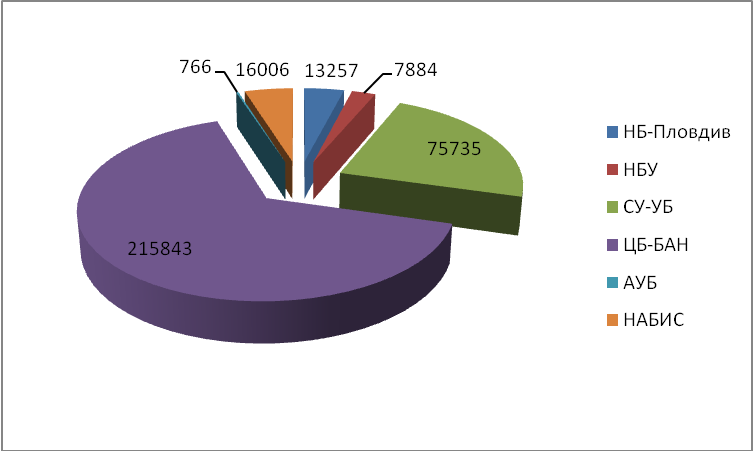 766
16006
13257
7884
75735
215843
НБ-Пловдив
НБУ
СУ-УБ
ЦБ-БАН
АУБ
НАБИС